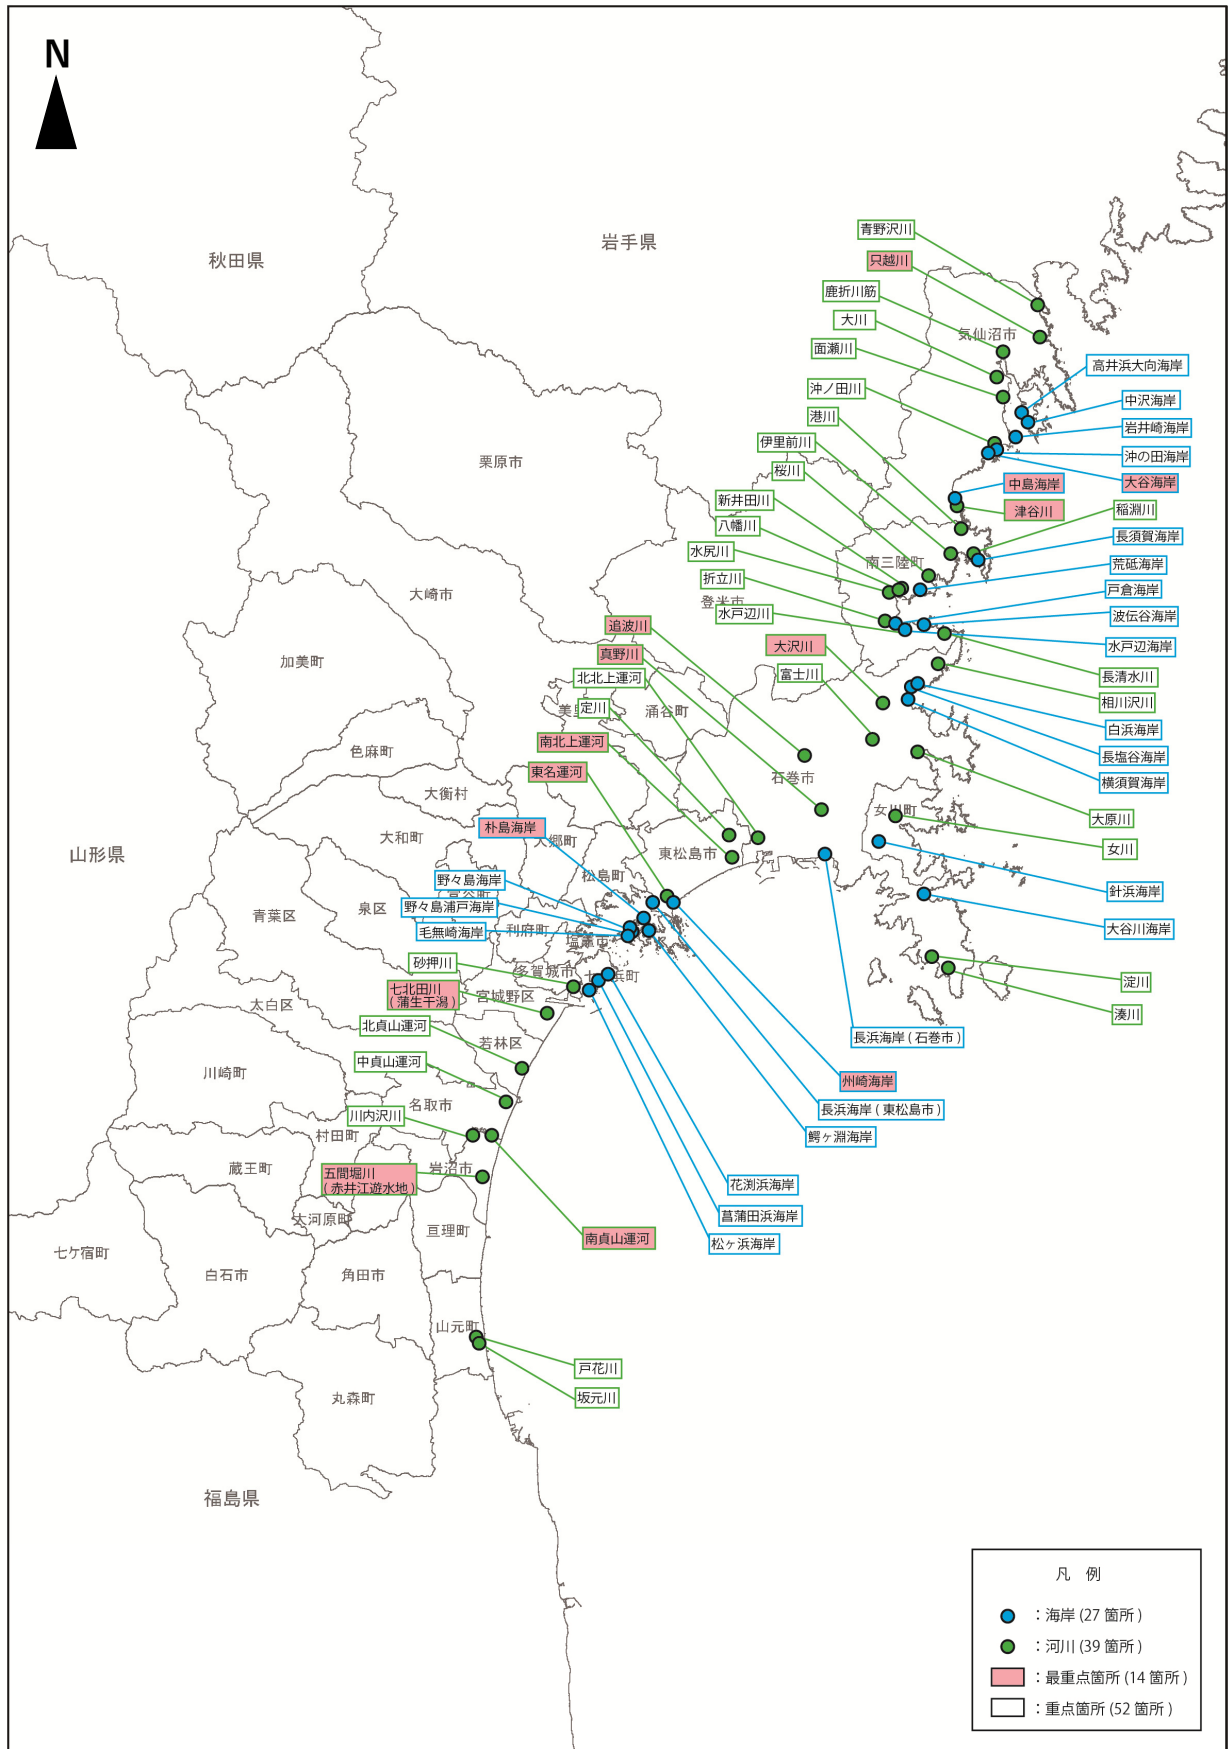 N
秋田県
岩手県
山形県
福島県
気仙沼市
栗原市
南三陸町
登米市
大崎市
加美町
涌谷町
色麻町
大衡村
大和町
石巻市
女川町
東松島市
松島町
利府町
多賀城市
青葉区
泉区
宮城野区
太白区
若林区
川崎町
名取市
村田町
蔵王町
岩沼市
大河原町
亘理町
七ケ宿町
白石市
角田市
山元町
丸森町
青野沢川
只越川
鹿折川筋
大川
面瀬川
沖ノ田川
港川
伊里前川
桜川
新井田川
八幡川
水尻川
折立川
水戸辺川
追波川
真野川
大沢川
富士川
北北上運河
定川
南北上運河
東名運河
朴島海岸
野々島海岸
野々島浦戸海岸
毛無崎海岸
砂押川
七北田川
(蒲生干潟)
北貞山運河
中貞山運河
川内沢川
五間堀川
(赤井江遊水地)
高井浜大向海岸
中沢海岸
岩井崎海岸
沖の田海岸
大谷海岸
中島海岸
津谷川
稲淵川
長須賀海岸
荒砥海岸
戸倉海岸
波伝谷海岸
水戸辺海岸
長清水川
相川沢川
白浜海岸
長塩谷海岸
横須賀海岸
大原川
女川
針浜海岸
大谷川海岸
淀川
湊川
長浜海岸(石巻市)
州崎海岸
長浜海岸(東松島市)
鰐ヶ淵海岸
花渕浜海岸
菖蒲田浜海岸
松ヶ浜海岸
南貞山運河
戸花川
坂元川
凡 例
：海岸(27箇所)
：河川(39箇所)
：最重点箇所(14箇所)
：重点箇所(52箇所)